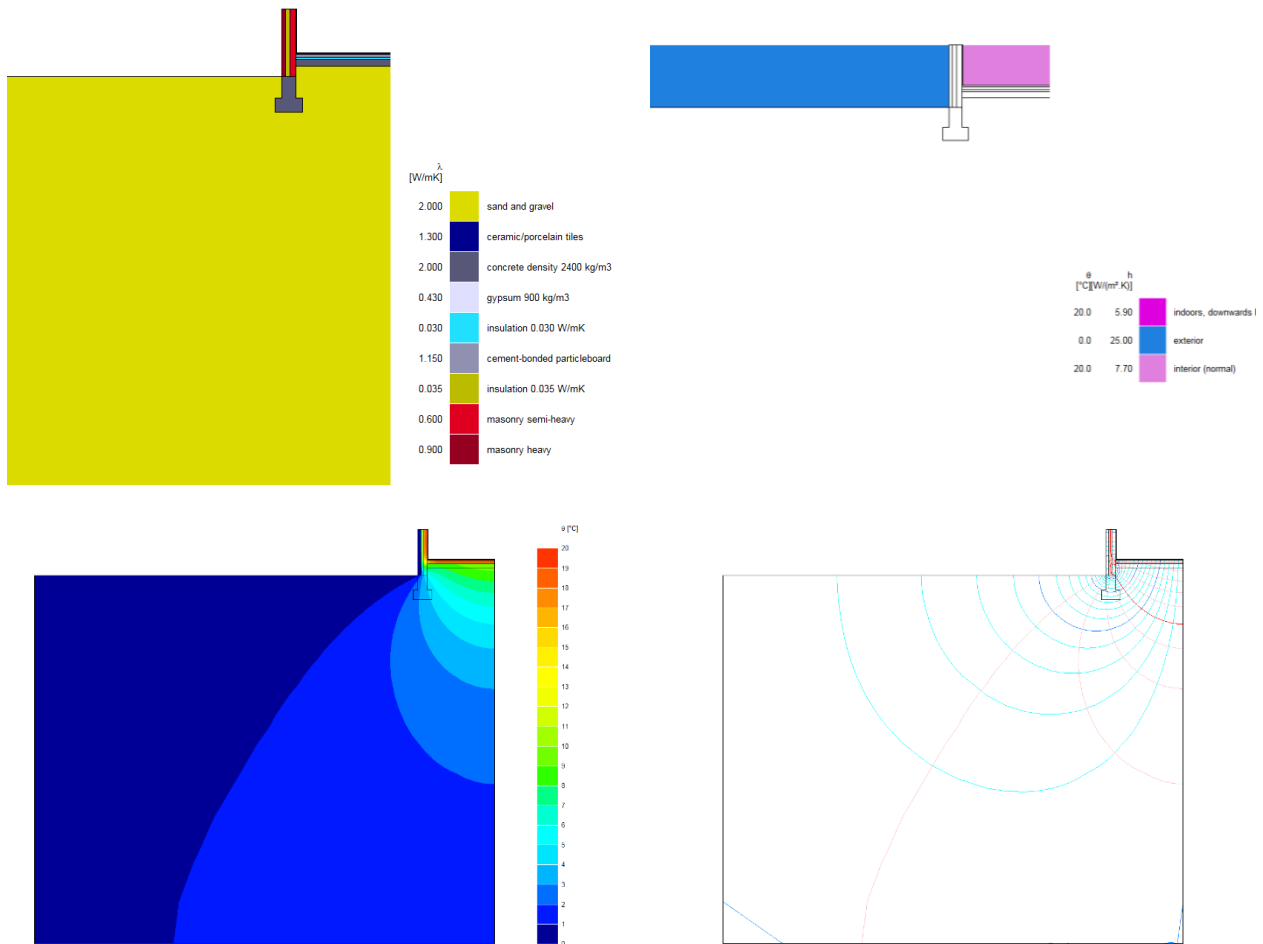 λ
[W/mK]
2.000 sand and gravel
1.300 ceramic/porcelain tiles
2.000 concrete density 2400 kg/m3
0.430 gypsum 900 kg/m3
0.030 insulation 0.030 W/mK
1.150 cement-bonded particleboard
0.035 insulation 0.035 W/mK
0.600 masonry semi-heavy
0.900 masonry heavy
θ h
[°C][W/(m².K)]
20.0 5.90 indoors, downwards
0.0 25.00 exterior
20.0 7.70 interior (normal)
θ [°C]
20
19
18
17
16
15
14
13
12
11
10
9
8
7
6
5
4
3
2
1
0